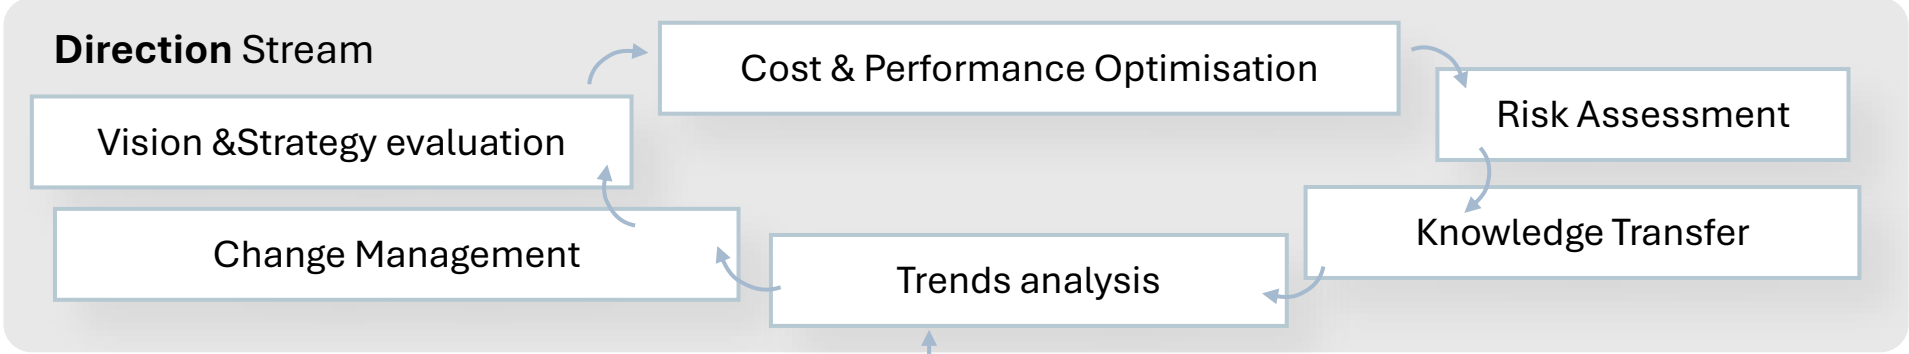 Direction Stream
Cost & Performance Optimisation
Risk Assessment
Vision &Strategy evaluation
Knowledge Transfer
Change Management
Trends analysis